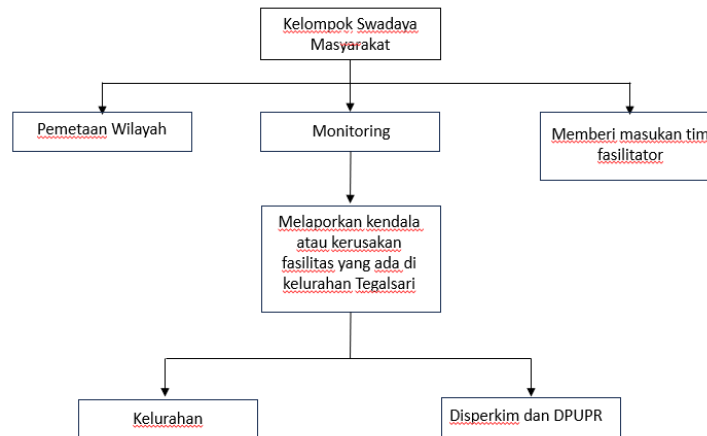 Kelompok Swadaya
Masyarakat
Pemetaan Wilayah
Monitoring
Memberi masukan tim
fasilitator
Melaporkan kendala
atau kerusakan
fasilitas yang ada di
kelurahan Tegalsari
Kelurahan
Disperkim dan DPUPR